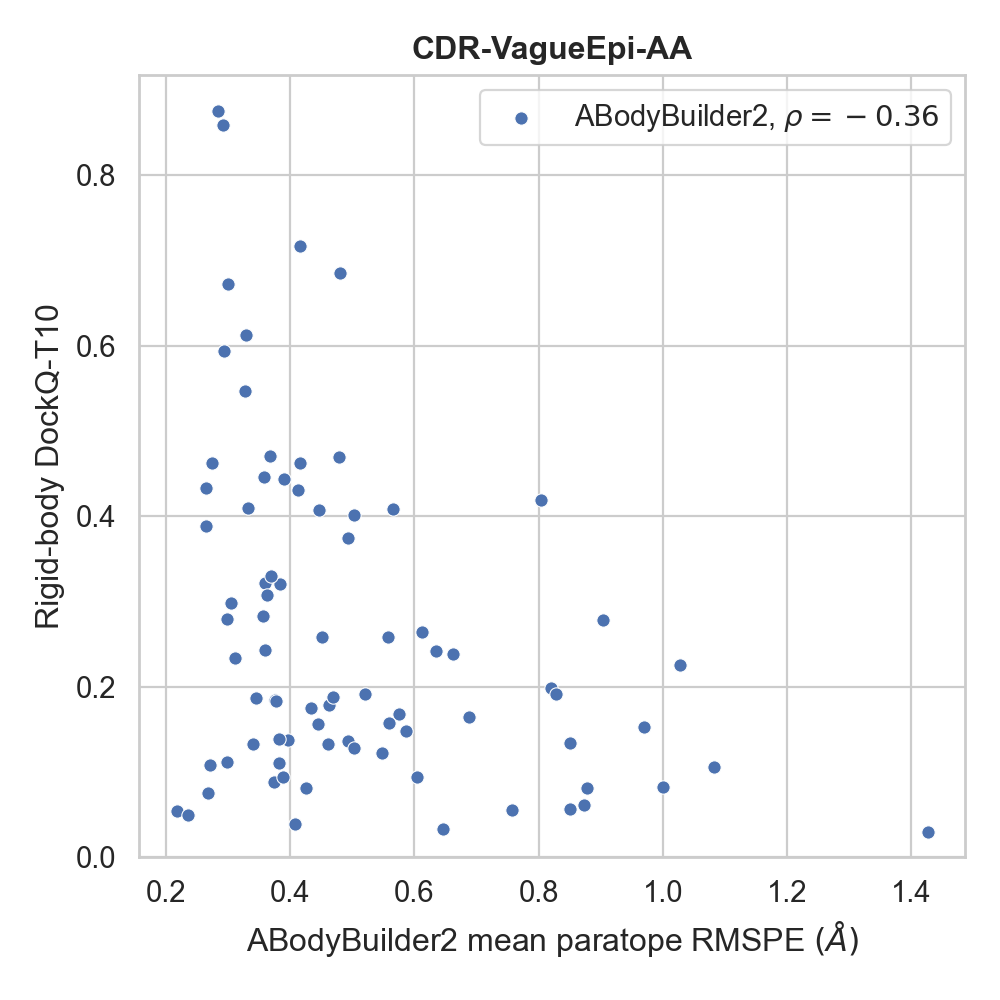 CDR-VagueEpi-AA
ABodyBuilder2, ρ = − 0.36
Rigid-body DockQ-T10
0.8
0.6
0.4
0.2
0.0
0.2 0.4 0.6 0.8 1.0 1.2 1.4
ABodyBuilder2 mean paratope RMSPE (Å)